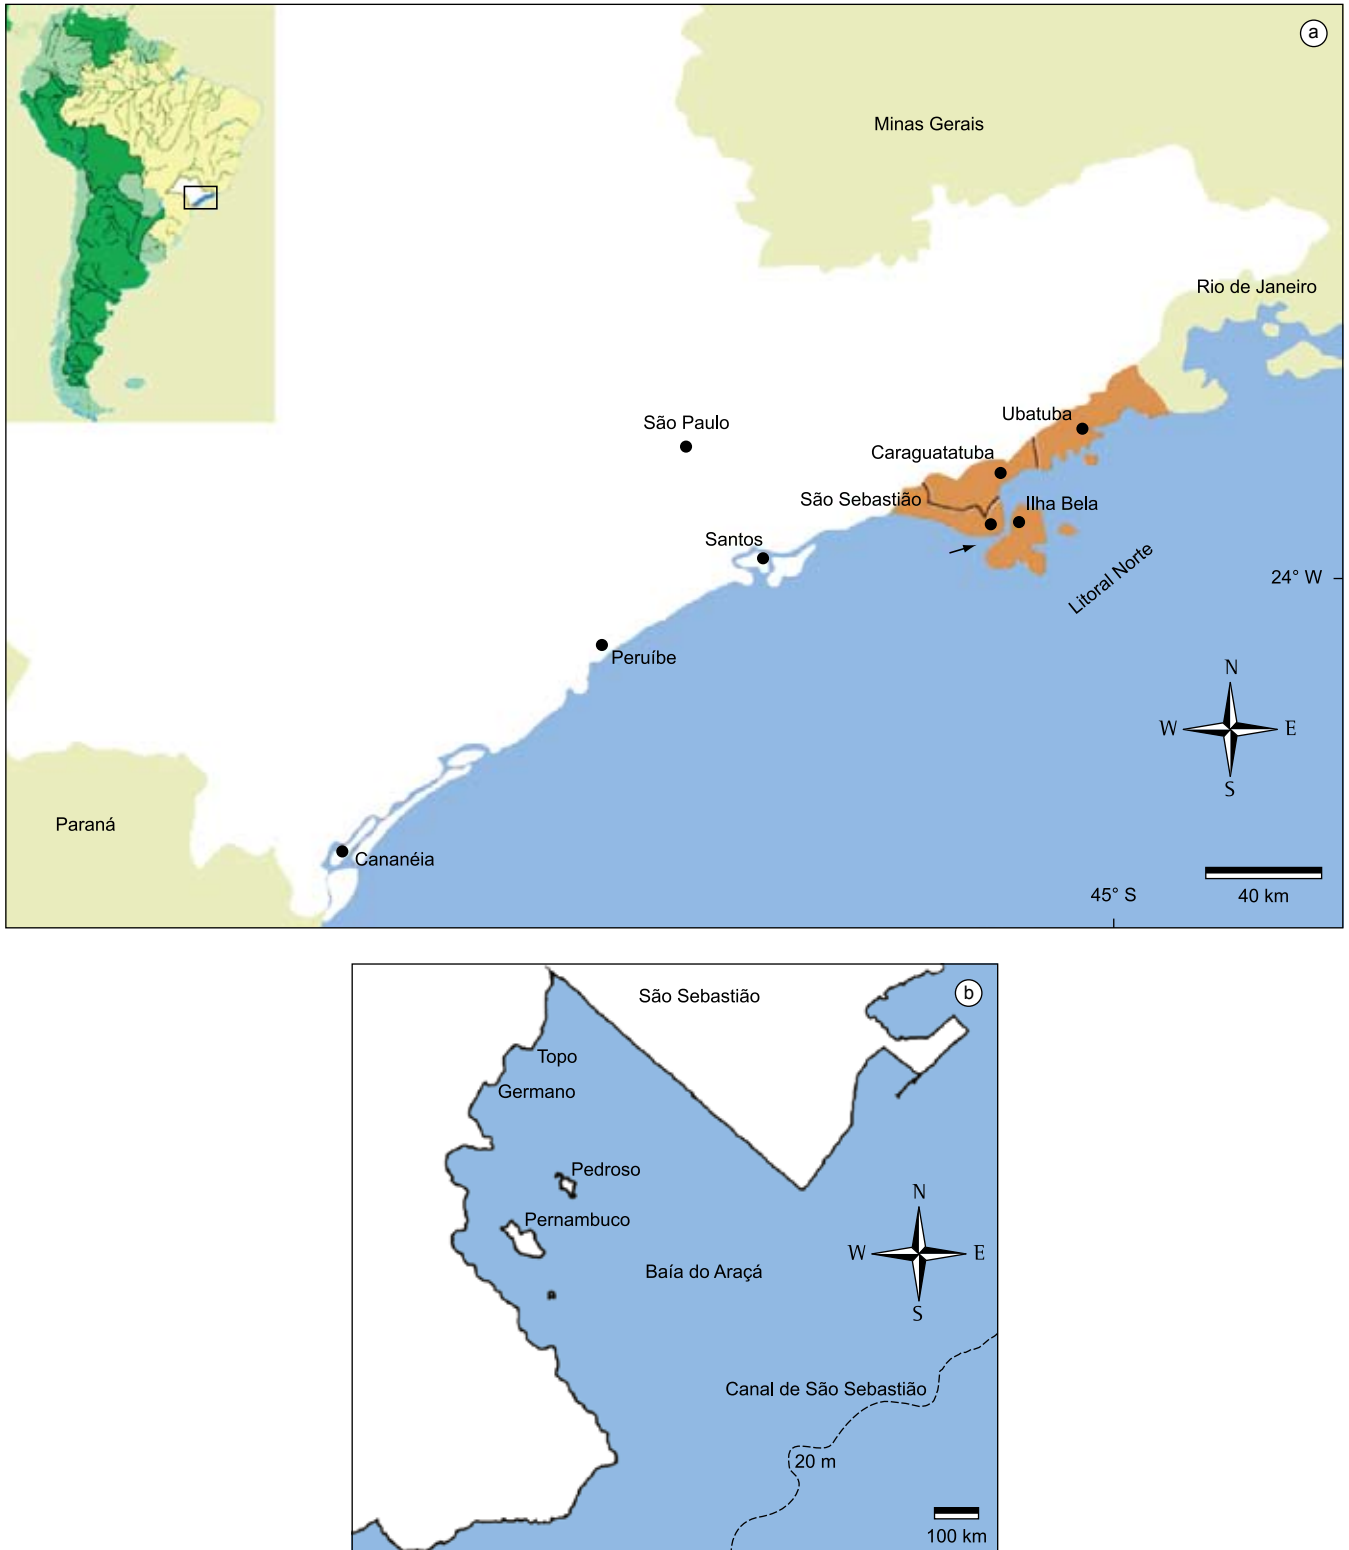 a
Minas Gerais
Rio de Janeiro
São Paulo
Ubatuba
Caraguatatuba
São Sebastião
Ilha Bela
Santos
Litoral Norte
24° W
Peruíbe
N
W
E
S
Paraná
Cananéia
45° S
40 km
b
São Sebastião
Topo
Germano
Pedroso
Pernambuco
N
W
E
S
Baía do Araçá
Canal de São Sebastião
20 m
100 km